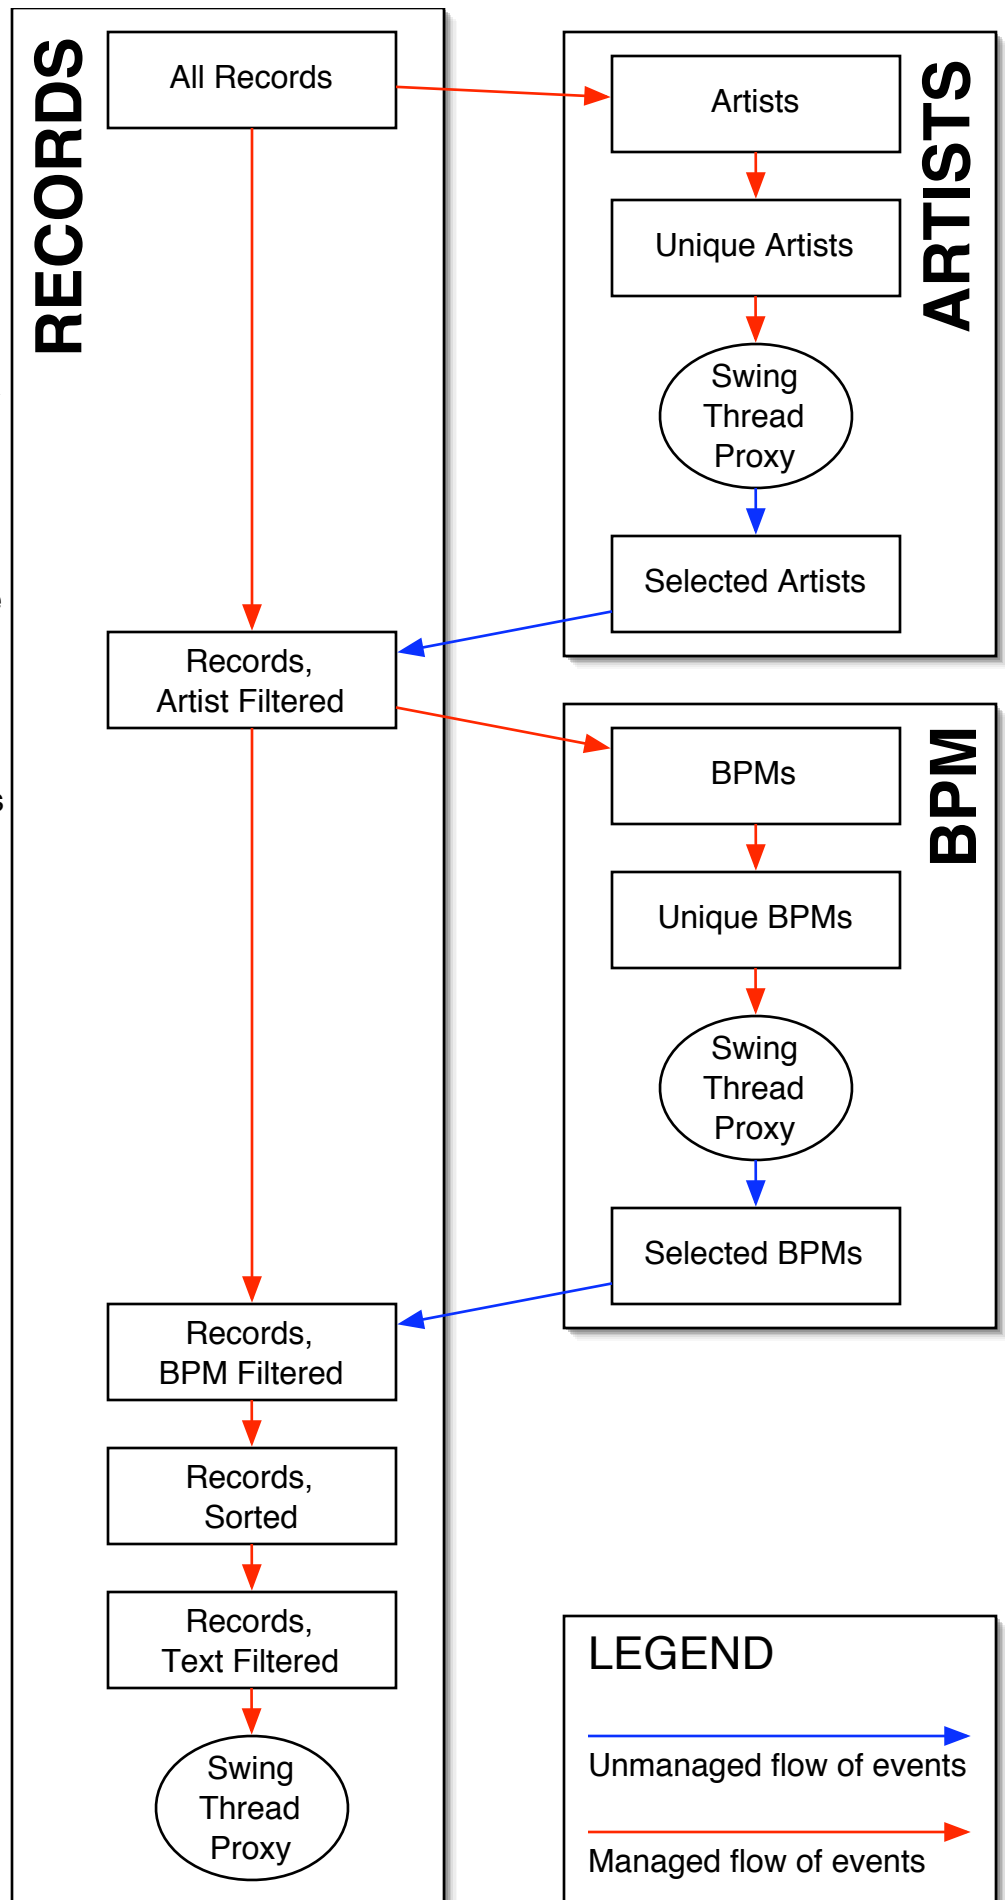 RECORDS
All Records
Records,
Artist Filtered
Records,
BPM Filtered
Records,
Sorted
Records,
Text Filtered
Swing
Thread
Proxy
ARTISTS
Artists
Unique Artists
Swing
Thread
Proxy
Selected Artists
BPM
BPMs
Unique BPMs
Swing
Thread
Proxy
Selected BPMs
LEGEND
Unmanaged flow of events
Managed flow of events